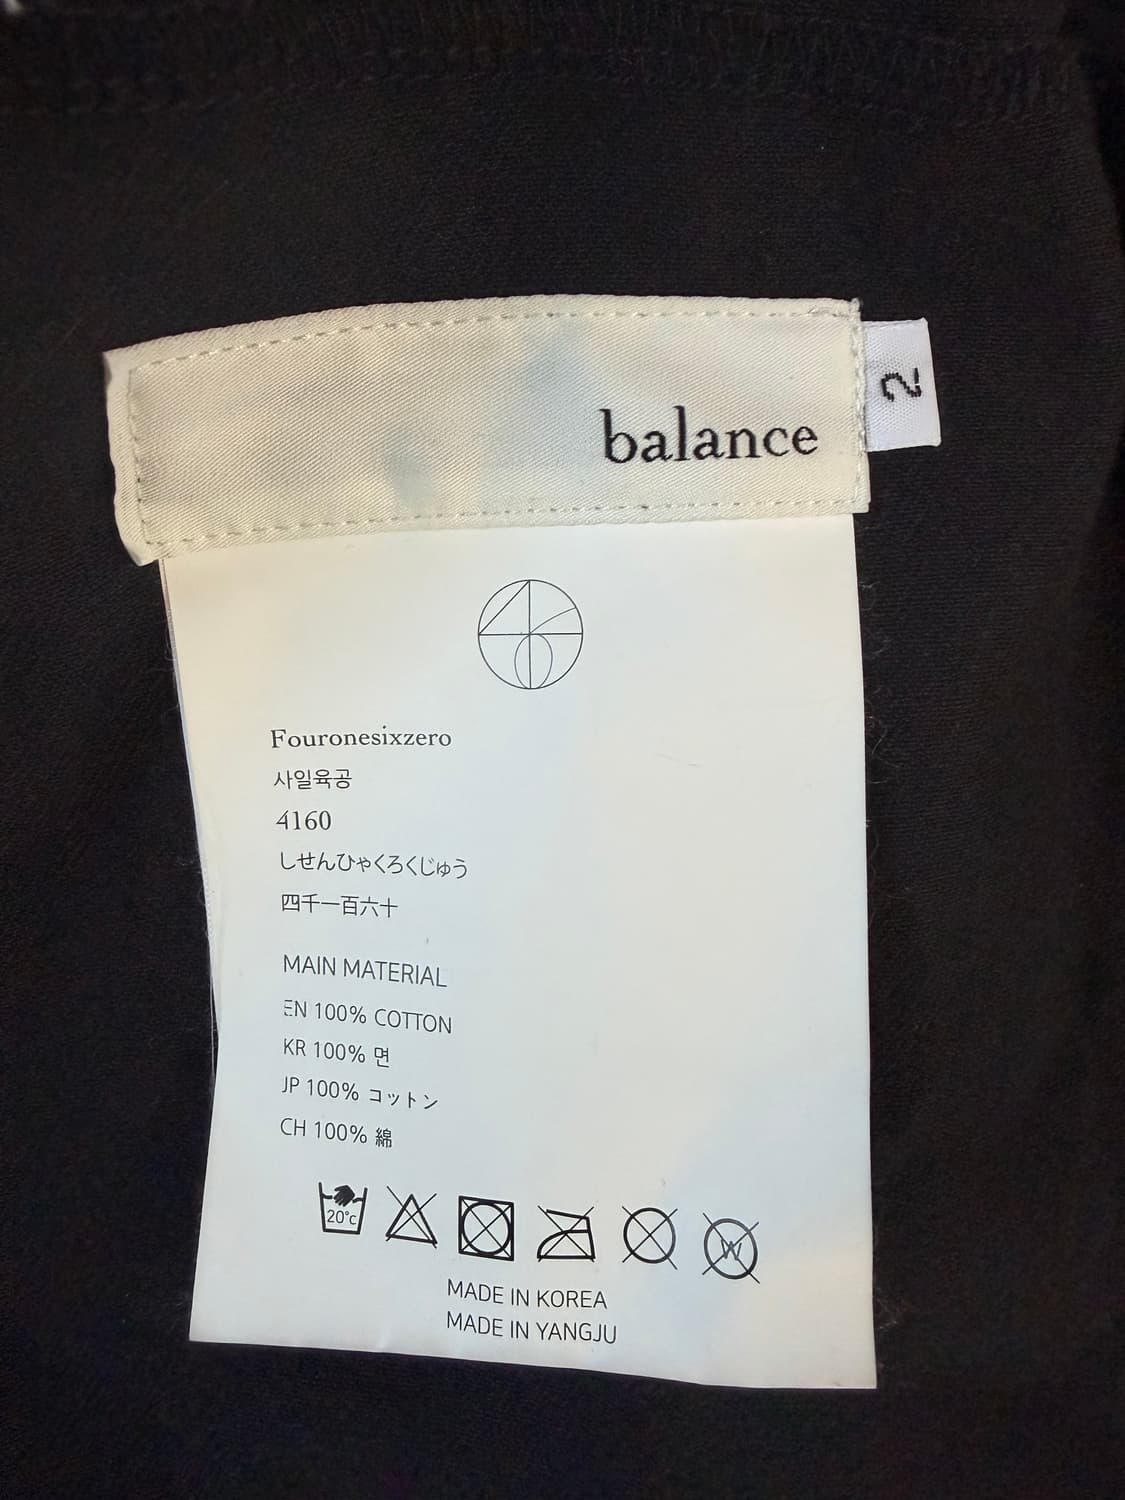 balance
2
Fouronesixzero
사일육공
4160
しせんひゃくろくじゅう
四千一百六十
MAIN MATERIAL
EN 100% COTTON
KR 100% 면
JP 100% コットン
CH 100% 綿
20°c
W
MADE IN KOREA
MADE IN YANGJU